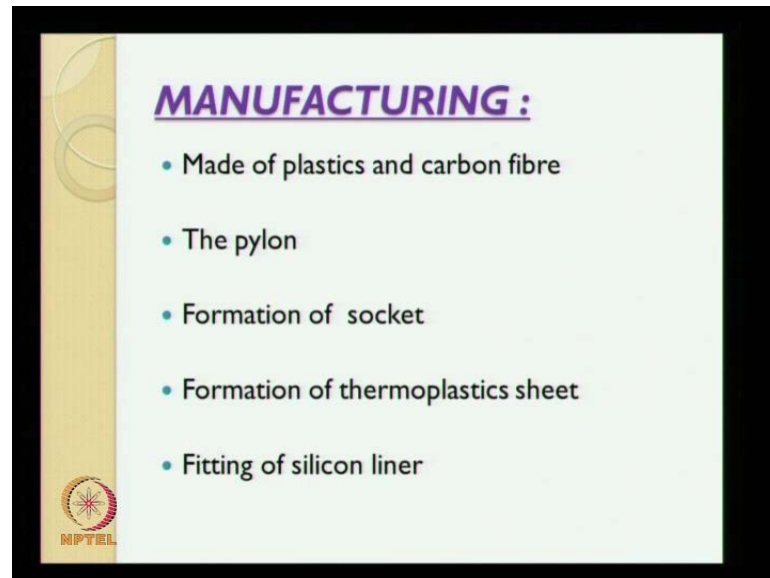 MANUFACTURING :
• Made of plastics and carbon fibre
• The pylon
• Formation of socket
• Formation of thermoplastics sheet
• Fitting of silicon liner
NPTEL